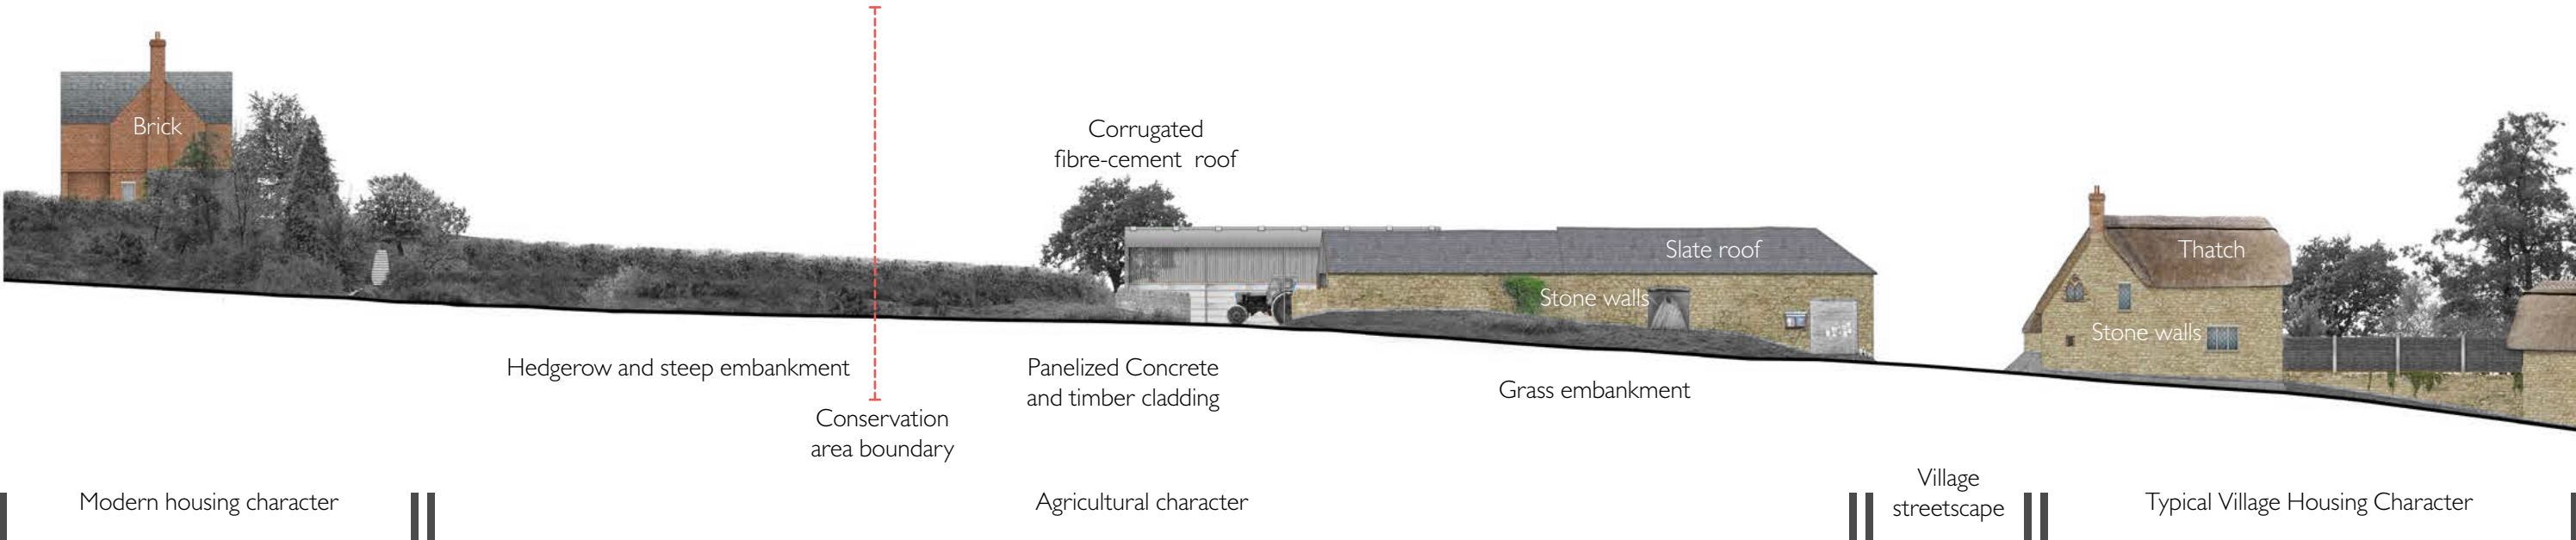 Brick
Corrugated
fibre-cement roof
Slate roof
Thatch
Stone walls
Stone walls
Hedgerow and steep embankment
Panelized Concrete
and timber cladding
Grass embankment
Conservation
area boundary
Modern housing character
Agricultural character
Village
streetscape
Typical Village Housing Character